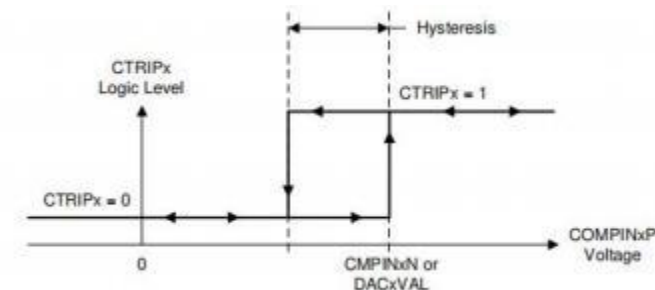 Hysteresis
CTRIPx
Logic Level
CTRIPx = 1
CTRIPx = 0
COMPINxP
Voltage
0
CMPINxN or
DACxVAL